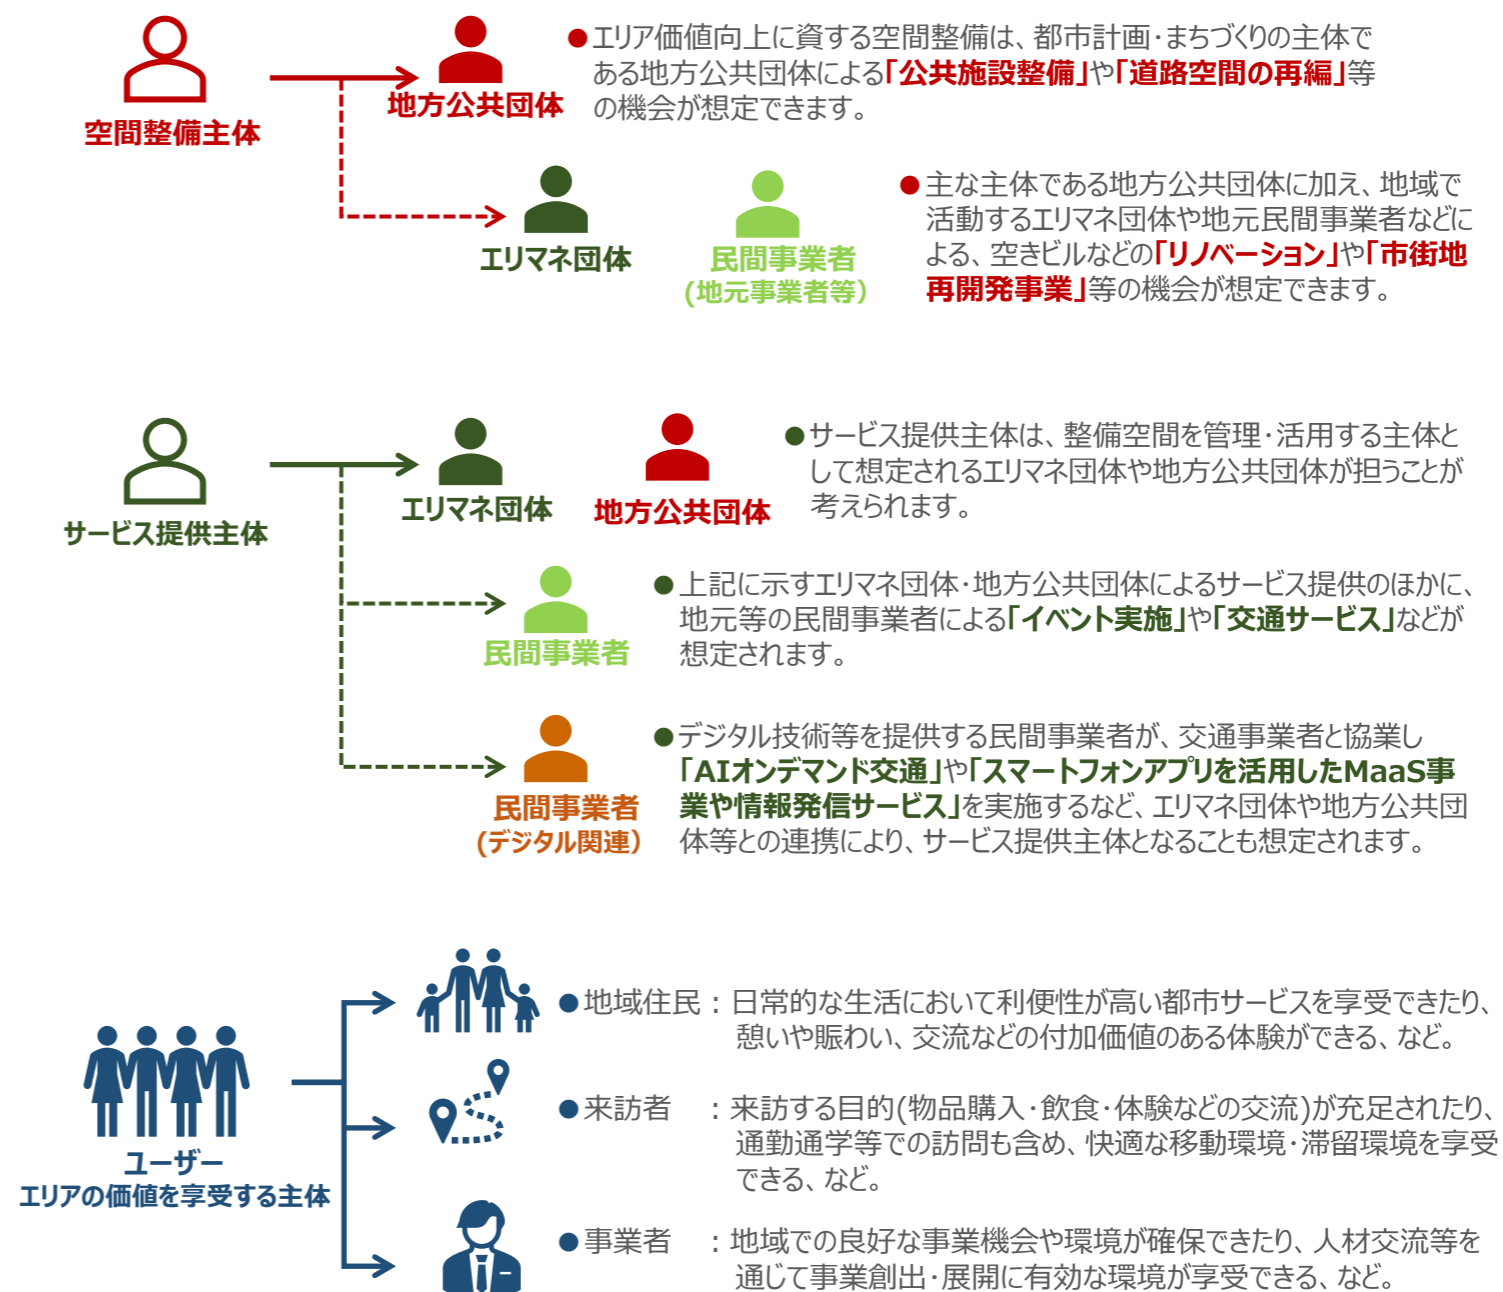 空間整備主体
地方公共団体
●エリア価値向上に資する空間整備は、都市計画・まちづくりの主体で
ある地方公共団体による「公共施設整備」や「道路空間の再編」等
の機会が想定できます。
エリマネ団体
民間事業者
(地元事業者等）
●主な主体である地方公共団体に加え、地域で
活動するエリマネ団体や地元民間事業者などに
よる、空きビルなどの「リノベーション」や「市街地
再開発事業」等の機会が想定できます。
サービス提供主体
エリマネ団体
地方公共団体
●サービス提供主体は、整備空間を管理・活用する主体と
して想定されるエリマネ団体や地方公共団体が担うことが
考えられます。
民間事業者
●上記に示すエリマネ団体・地方公共団体によるサービス提供のほかに、
地元等の民間事業者による「イベント実施」や「交通サービス」などが
想定されます。
民間事業者
(デジタル関連）
●デジタル技術等を提供する民間事業者が、交通事業者と協業し
「AIオンデマンド交通」や「スマートフォンアプリを活用したMaaS事
業や情報発信サービス」を実施するなど、エリマネ団体や地方公共団
体等との連携により、サービス提供主体となることも想定されます。
ユーザー
エリアの価値を享受する主体
●地域住民：日常的な生活において利便性が高い都市サービスを享受できたり、
憩いや賑わい、交流などの付加価値のある体験ができる、など。
●来訪者　：来訪する目的(物品購入・飲食・体験などの交流)が充足されたり、
通勤通学等での訪問も含め、快適な移動環境・滞留環境を享受
できる、など。
●事業者　：地域での良好な事業機会や環境が確保できたり、人材交流等を
通じて事業創出・展開に有効な環境が享受できる、など。